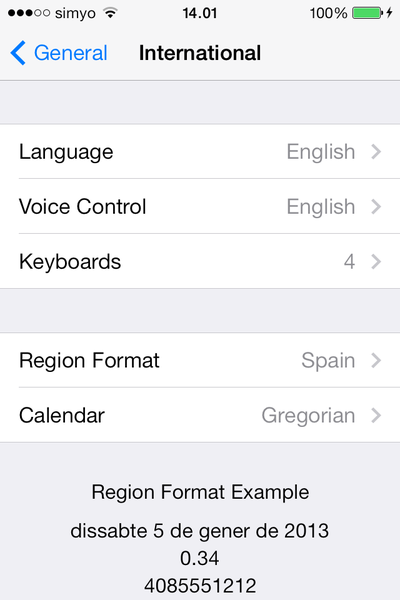 simyo 14.01 100%
General International
Language English
Voice Control English
Keyboards 4
Region Format Spain
Calendar Gregorian
Region Format Example
dissabte 5 de gener de 2013
0.34
4085551212